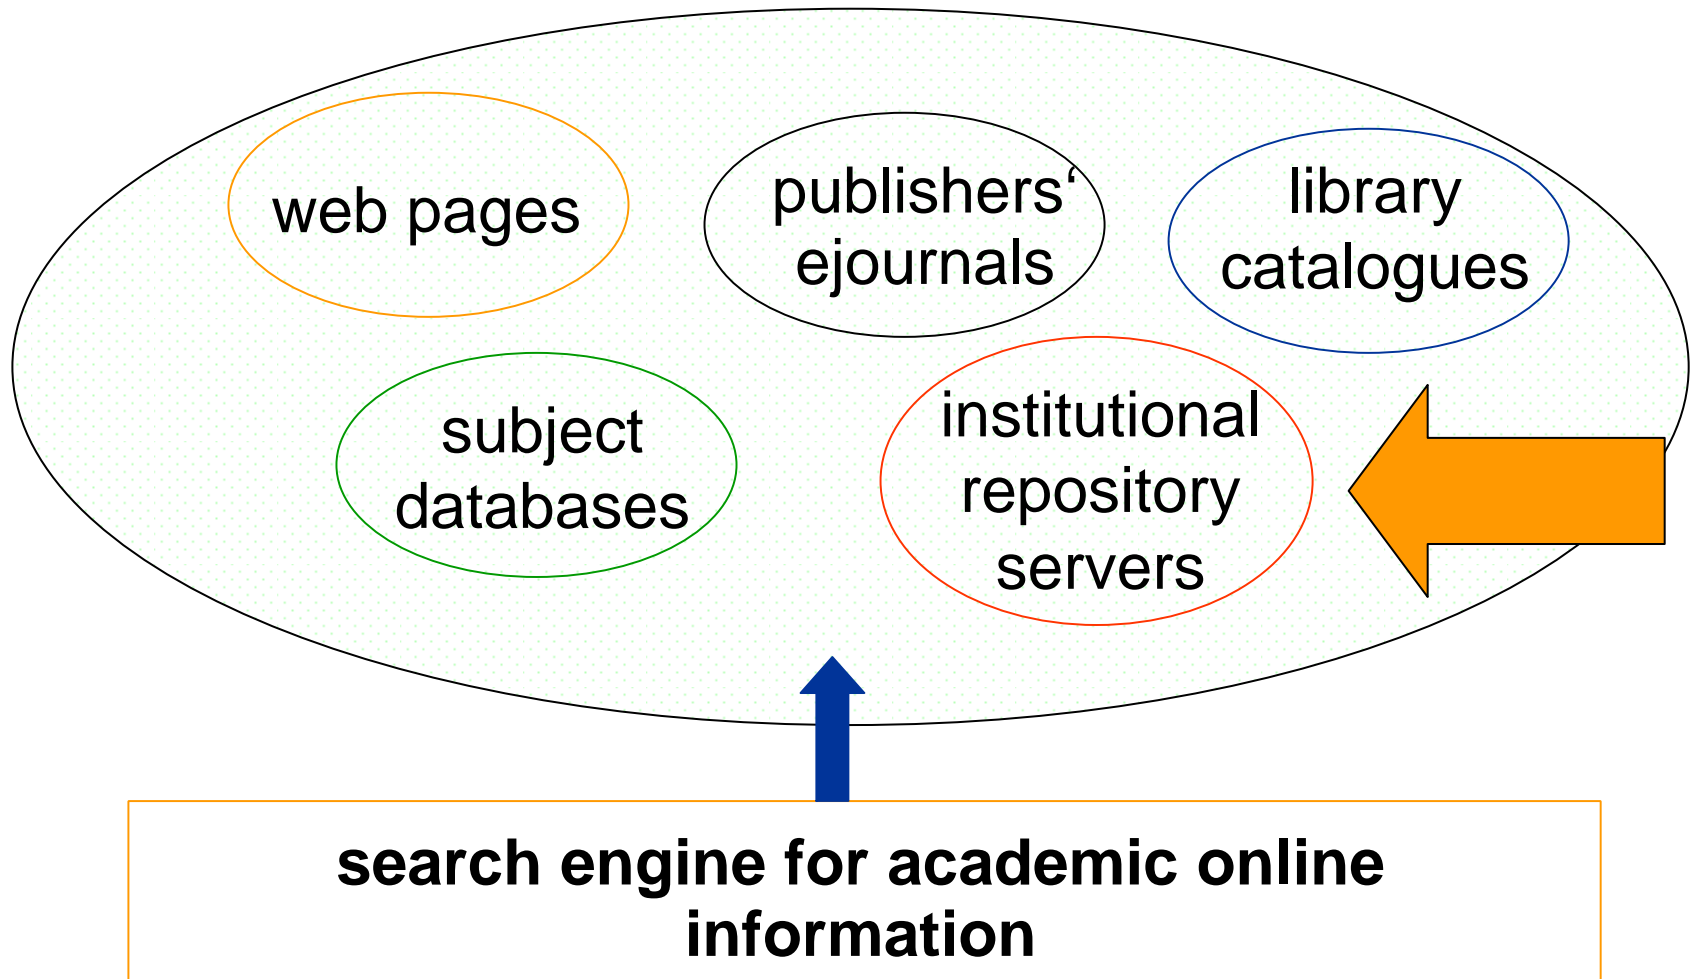 web pages
publishers‘
ejournals
library
catalogues
subject
databases
institutional
repository
servers
search engine for academic online
information